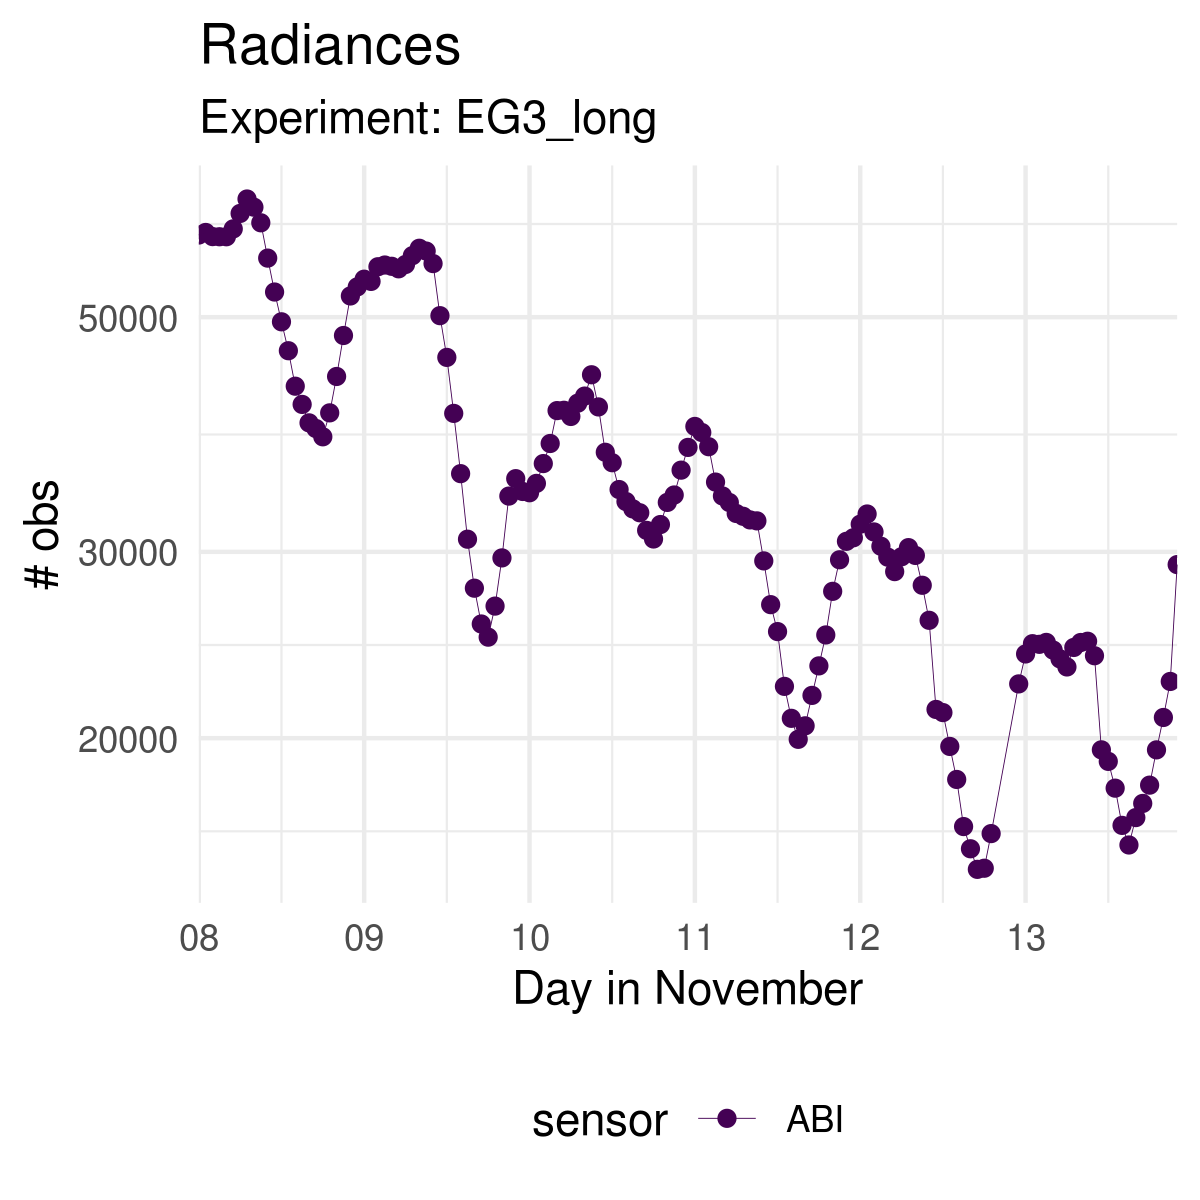 Radiances
Experiment: EG3_long
# obs
50000
30000
20000
08 09 10 11 12 13
Day in November
sensor ABI